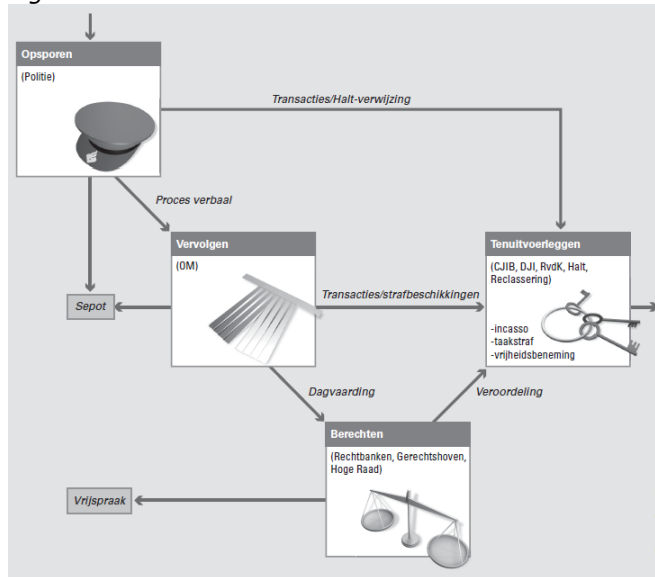 Opsporen
(Politie)
Transacties/Halt-verwijzing
Proces verbaal
Vervolgen
(OM)
Tenuitvoerleggen
(CJIB, DJI, RvdK, Halt,
Reclassering)
-incasso
-taakstraf
-vrijheidsbeneming
Sepot
Transacties/strafbeschikkingen
Dagvaarding
Veroordeling
Berechten
(Rechtbanken, Gerechtshoven,
Hoge Raad)
Vrijspraak